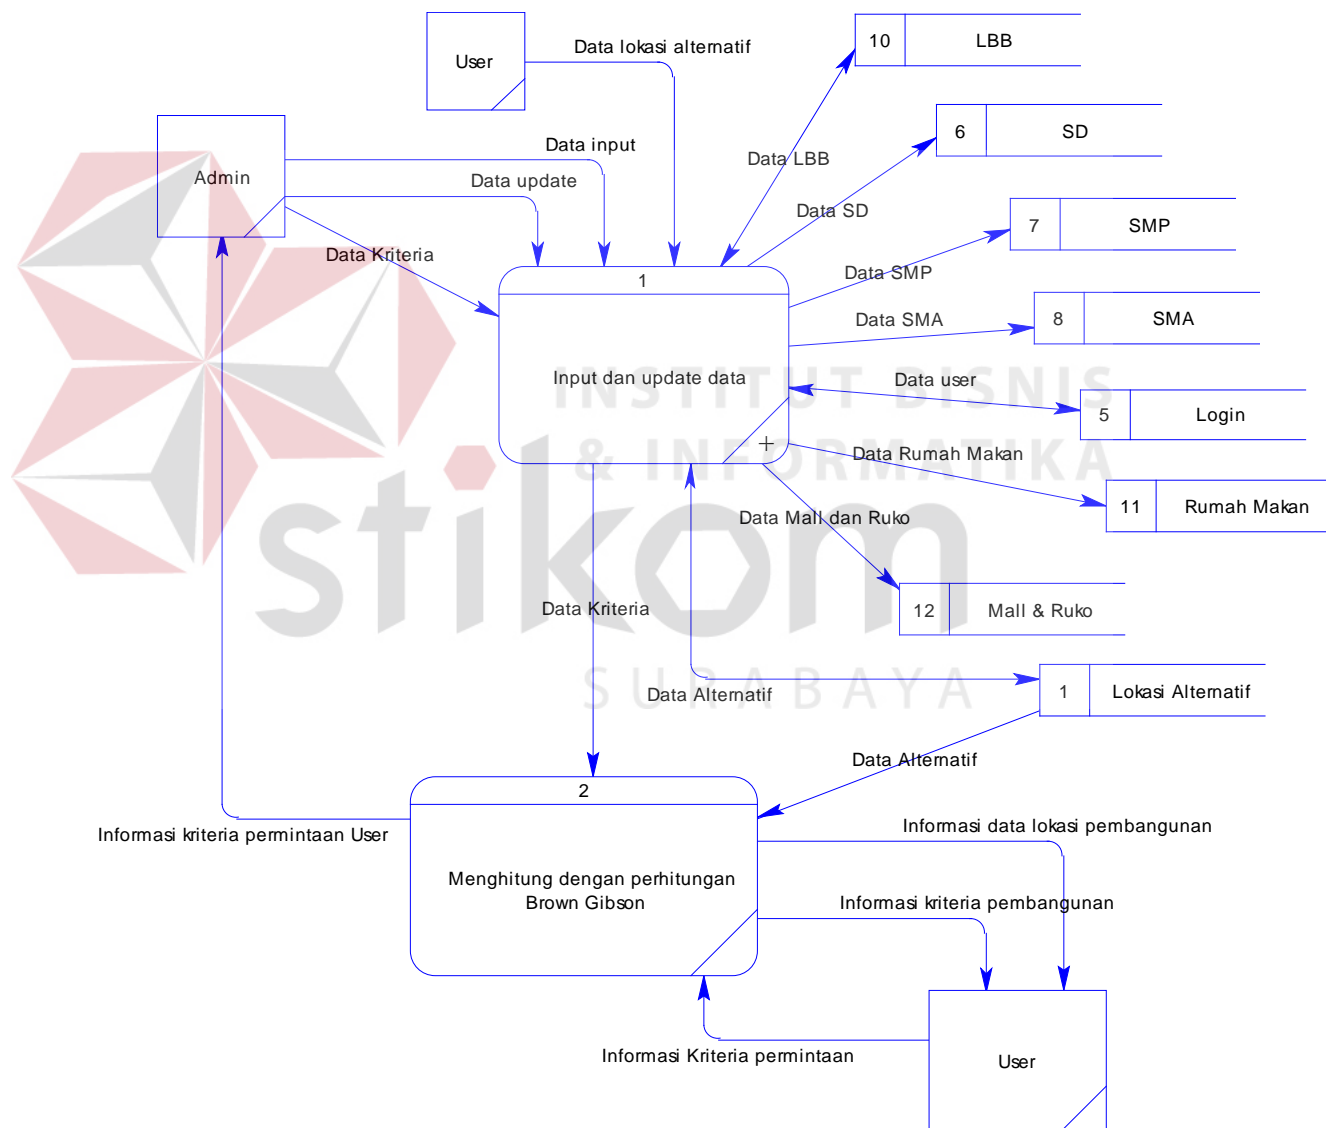 User
Data lokasi alternatif
10 LBB
Admin
Data input
Data update
Data Kriteria
Data LBB
6 SD
Data SD
7 SMP
Data SMP
8 SMA
Data SMA
1
Input dan update data
+
Data user
5 Login
Data Rumah Makan
11 Rumah Makan
Data Mall dan Ruko
12 Mall & Ruko
INSTITUT BISNIS
& INFORMATIKA
stikom
SURABAYA
Data Kriteria
Data Alternatif
1 Lokasi Alternatif
Data Alternatif
2
Menghitung dengan perhitungan
Brown Gibson
Informasi kriteria permintaan User
Informasi data lokasi pembangunan
Informasi kriteria pembangunan
Informasi Kriteria permintaan
User